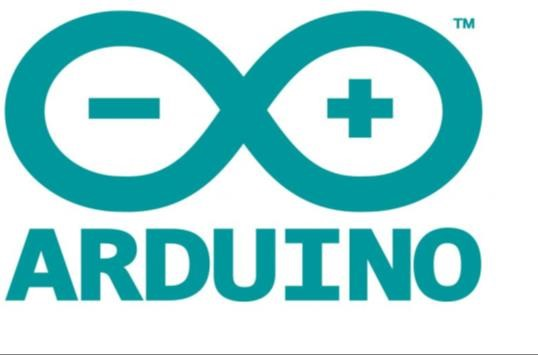 TM
− +
ARDUINO